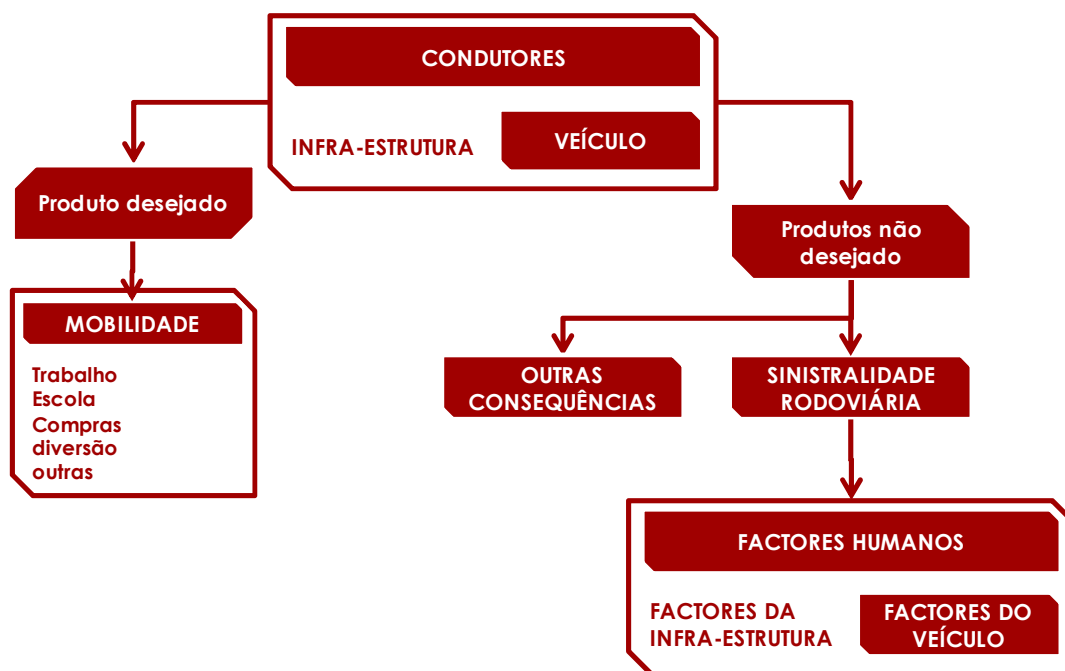 CONDUTORES
INFRA-ESTRUTURA
VEÍCULO
Produto desejado
Produtos não
desejado
MOBILIDADE
Trabalho
Escola
Compras
diversão
outras
OUTRAS
CONSEQUÊNCIAS
SINISTRALIDADE
RODOVIÁRIA
FACTORES HUMANOS
FACTORES DA
INFRA-ESTRUTURA
FACTORES DO
VEÍCULO